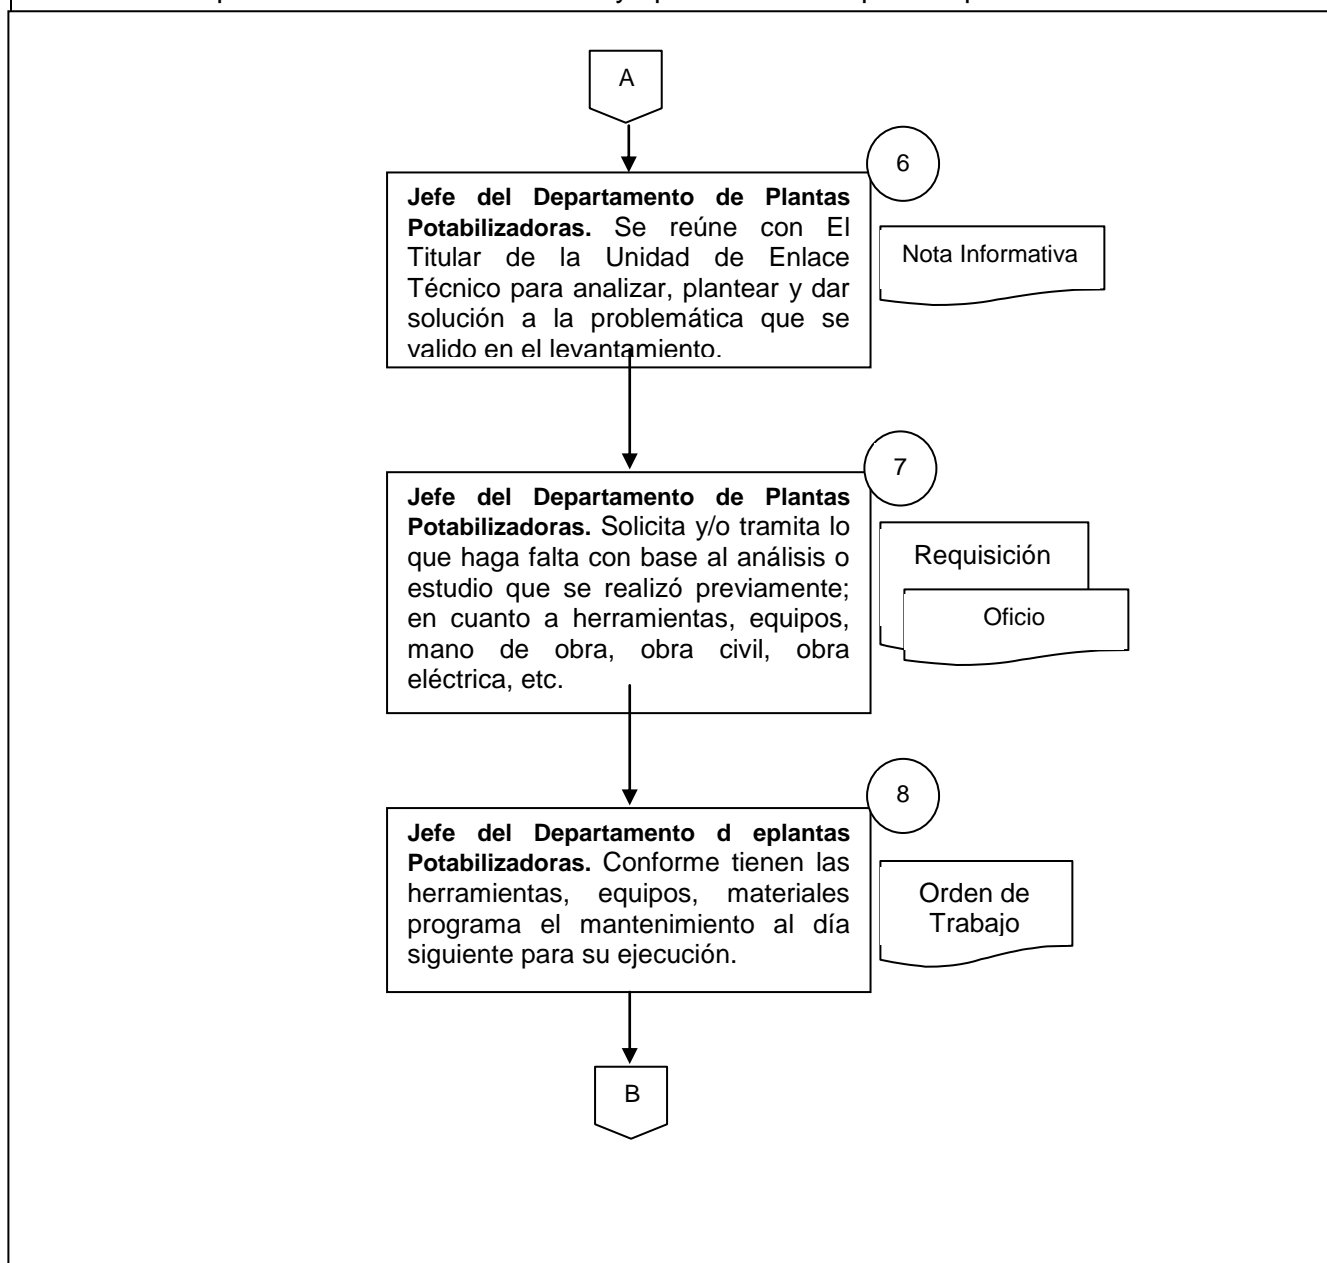 A
6
Jefe del Departamento de Plantas
Potabilizadoras. Se reúne con El
Titular de la Unidad de Enlace
Técnico para analizar, plantear y dar
solución a la problemática que se
valido en el levantamiento.
Nota Informativa
7
Jefe del Departamento de Plantas
Potabilizadoras. Solicita y/o tramita lo
que haga falta con base al análisis o
estudio que se realizó previamente;
en cuanto a herramientas, equipos,
mano de obra, obra civil, obra
eléctrica, etc.
Requisición
Oficio
8
Jefe del Departamento d eplantas
Potabilizadoras. Conforme tienen las
herramientas, equipos, materiales
programa el mantenimiento al día
siguiente para su ejecución.
Orden de
Trabajo
B